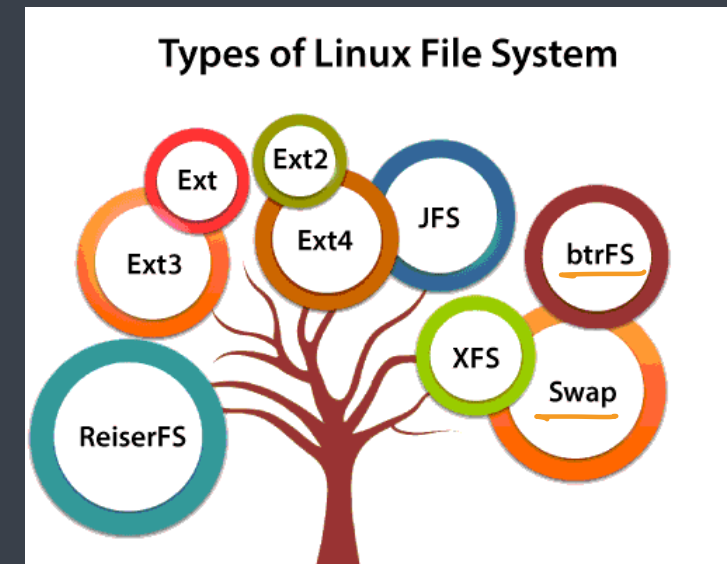 Types of Linux File System
Ext
Ext2
Ext3
Ext4
JFS
btrFS
XFS
Swap
ReiserFS